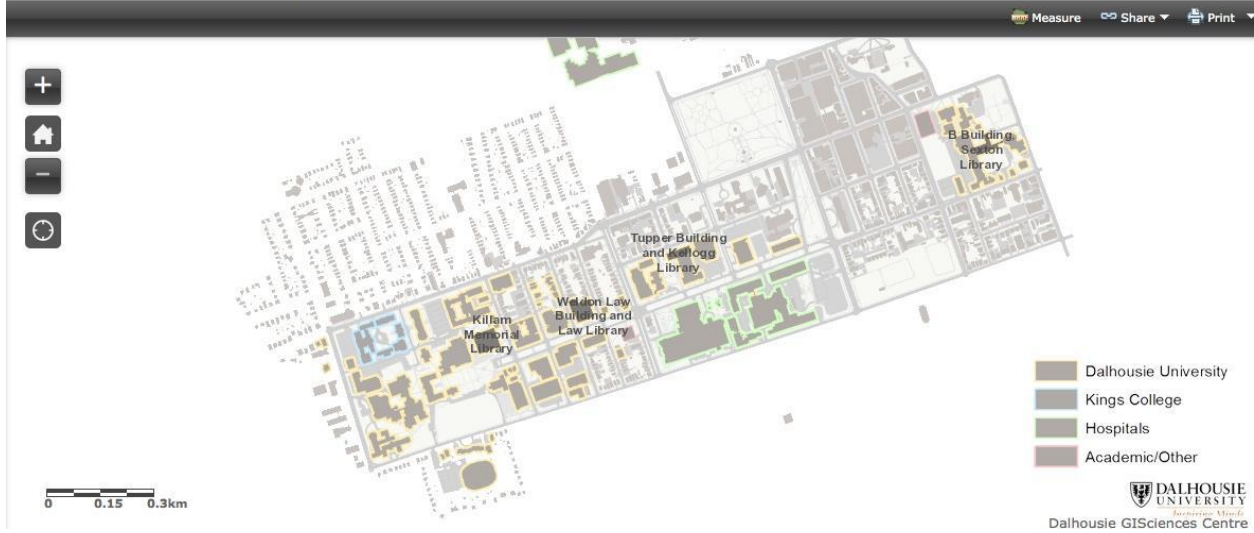 Measure Share Print
B Building,
Sexton
Library
Tupper Building
and Kellogg
Library
Weldon Law
Building and
Law Library
Killam
Memorial
Library
Dalhousie University
Kings College
Hospitals
Academic/Other
0 0.15 0.3km
DALHOUSIE
UNIVERSITY
Inspiring Minds
Dalhousie GISciences Centre